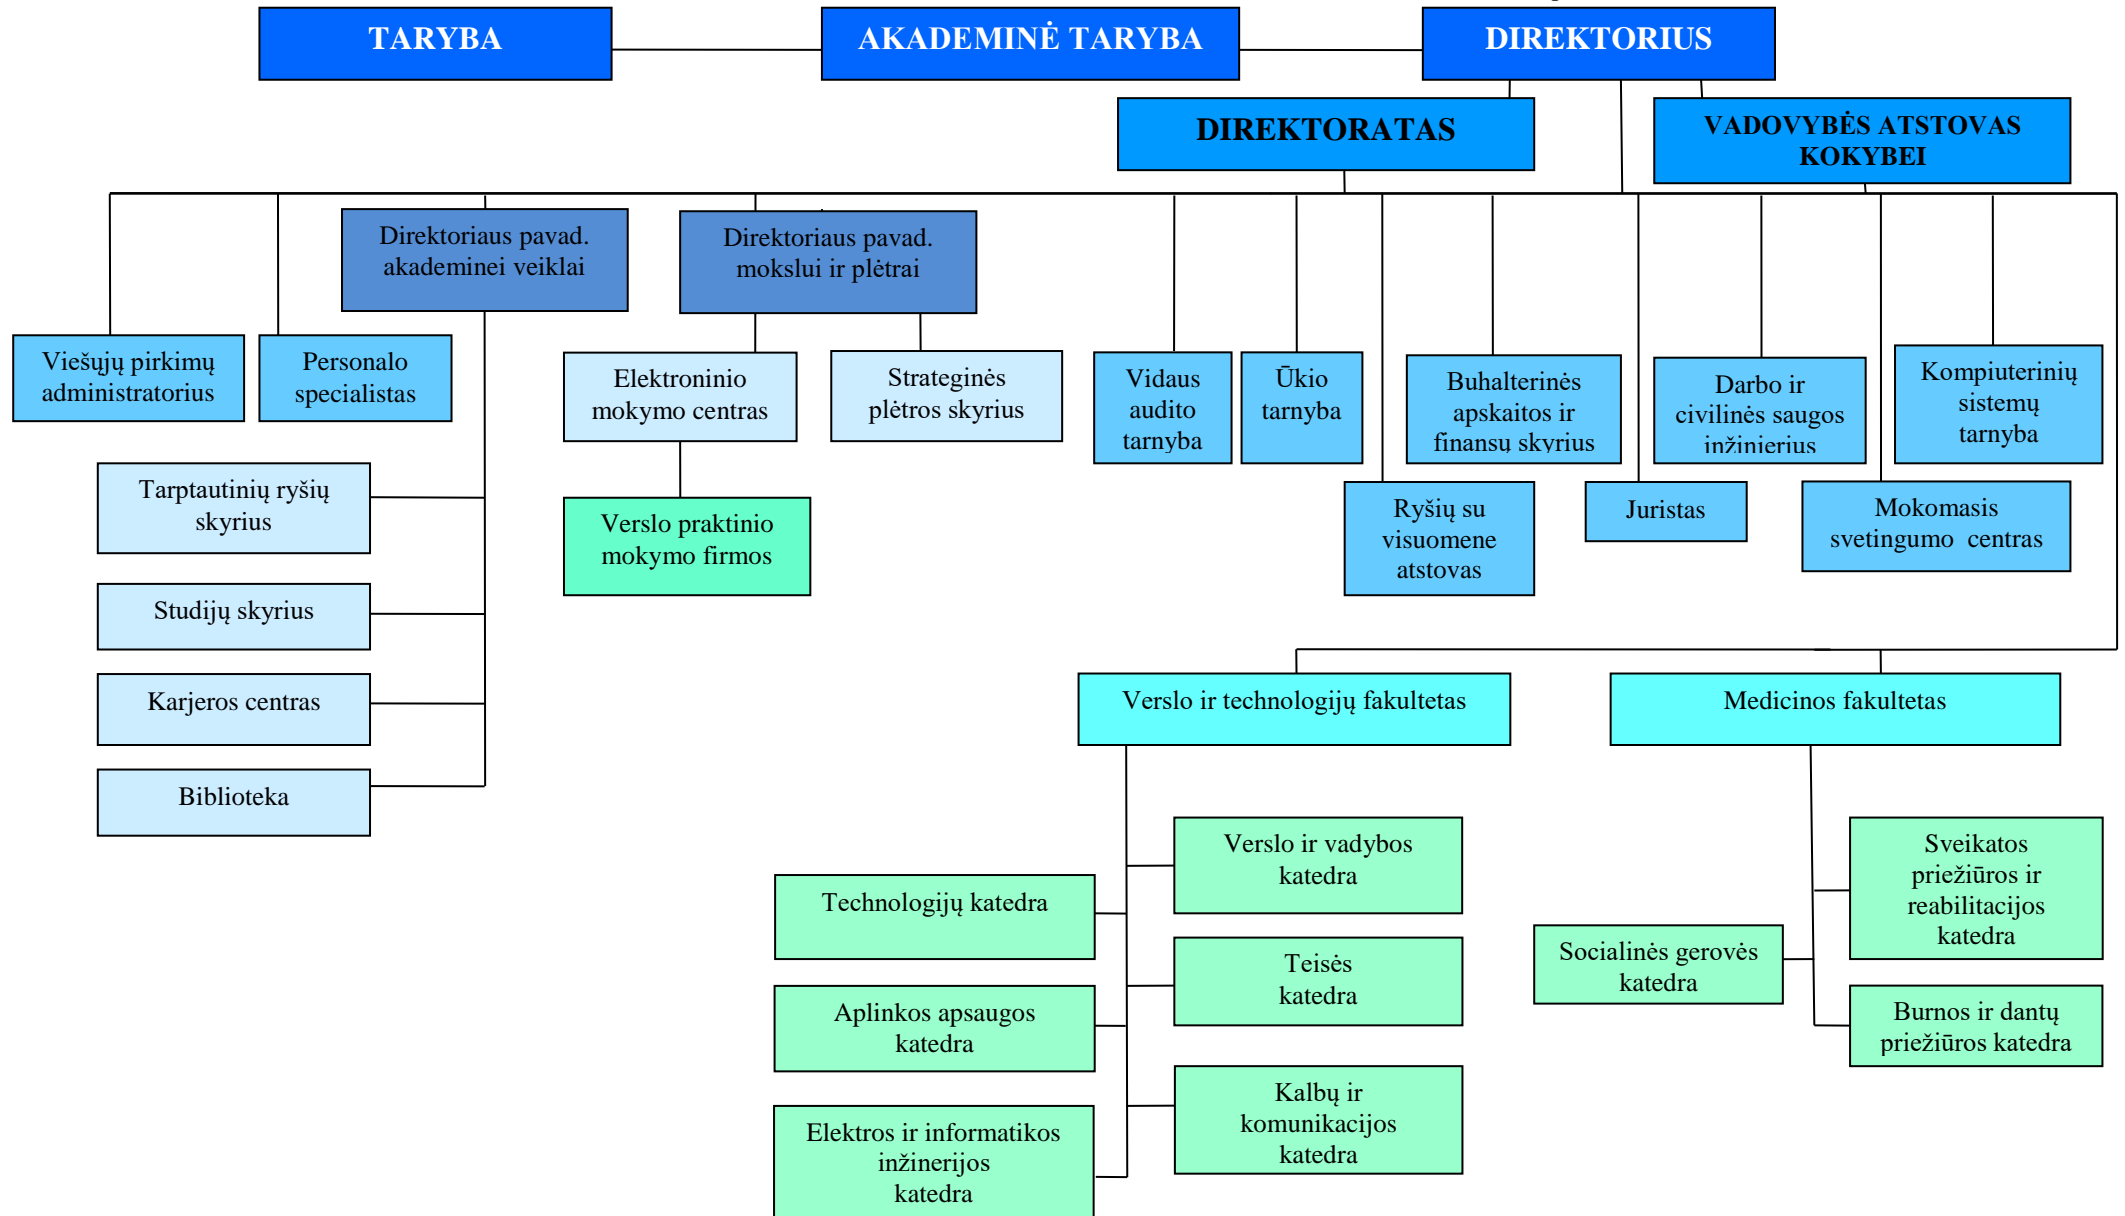 TARYBA
AKADEMINĖ TARYBA
DIREKTORIUS
DIREKTORATAS
VADOVYBĖS ATSTOVAS
KOKYBEI
Direktoriaus pavad.
akademinei veiklai
Direktoriaus pavad.
mokslui ir plėtrai
Viešųjų pirkimų
administratorius
Personalo
specialistas
Elektroninio
mokymo centras
Strateginės
plėtros skyrius
Vidaus
audito
tarnyba
Ūkio
tarnyba
Buhalterinės
apskaitos ir
finansų skyrius
Darbo ir
civilinės saugos
inžinierius
Kompiuterinių
sistemų
tarnyba
Tarptautinių ryšių
skyrius
Verslo praktinio
mokymo firmos
Ryšių su
visuomene
atstovas
Juristas
Mokomasis
svetingumo  centras
Studijų skyrius
Karjeros centras
Biblioteka
Verslo ir technologijų fakultetas
Medicinos fakultetas
Verslo ir vadybos
katedra
Technologijų katedra
Teisės
katedra
Aplinkos apsaugos
katedra
Kalbų ir
komunikacijos
katedra
Elektros ir informatikos
inžinerijos
katedra
Sveikatos
priežiūros ir
reabilitacijos
katedra
Socialinės gerovės
katedra
Burnos ir dantų
priežiūros katedra